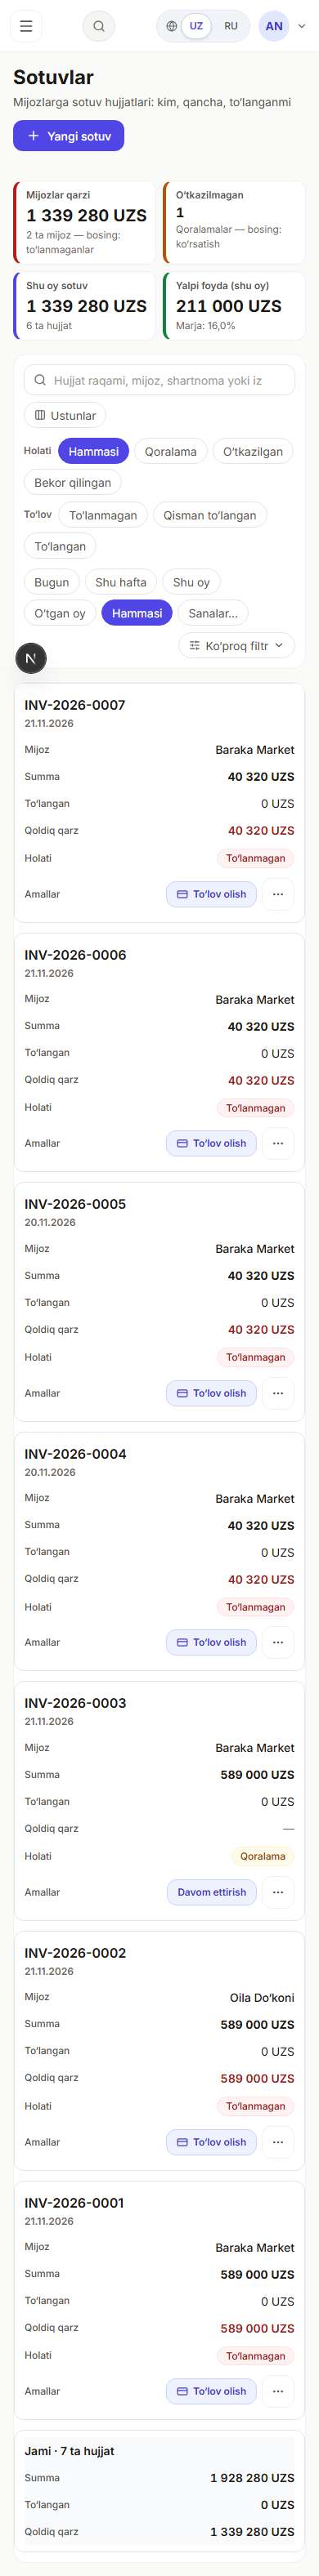 UZ RU AN
Sotuvlar
Mijozlarga sotuv hujjatlari: kim, qancha, to‘langanmi
Yangi sotuv
Mijozlar qarzi
1 339 280 UZS
2 ta mijoz — bosing:
to‘lanmaganlar
O‘tkazilmagan
1
Qoralamalar — bosing:
ko‘rsatish
Shu oy sotuv
1 339 280 UZS
6 ta hujjat
Yalpi foyda (shu oy)
211 000 UZS
Marja: 16,0%
Hujjat raqami, mijoz, shartnoma yoki iz
Ustunlar
Holati Hammasi Qoralama O‘tkazilgan
Bekor qilingan
To‘lov To‘lanmagan Qisman to‘langan
To‘langan
Bugun Shu hafta Shu oy
O‘tgan oy Hammasi Sanalar...
N Ko‘proq filtr
INV-2026-0007
21.11.2026
Mijoz Baraka Market
Summa 40 320 UZS
To‘langan 0 UZS
Qoldiq qarz 40 320 UZS
Holati To‘lanmagan
Amallar To‘lov olish ...
INV-2026-0006
21.11.2026
Mijoz Baraka Market
Summa 40 320 UZS
To‘langan 0 UZS
Qoldiq qarz 40 320 UZS
Holati To‘lanmagan
Amallar To‘lov olish ...
INV-2026-0005
20.11.2026
Mijoz Baraka Market
Summa 40 320 UZS
To‘langan 0 UZS
Qoldiq qarz 40 320 UZS
Holati To‘lanmagan
Amallar To‘lov olish ...
INV-2026-0004
20.11.2026
Mijoz Baraka Market
Summa 40 320 UZS
To‘langan 0 UZS
Qoldiq qarz 40 320 UZS
Holati To‘lanmagan
Amallar To‘lov olish ...
INV-2026-0003
21.11.2026
Mijoz Baraka Market
Summa 589 000 UZS
To‘langan 0 UZS
Qoldiq qarz —
Holati Qoralama
Amallar Davom ettirish ...
INV-2026-0002
21.11.2026
Mijoz Oila Do‘koni
Summa 589 000 UZS
To‘langan 0 UZS
Qoldiq qarz 589 000 UZS
Holati To‘lanmagan
Amallar To‘lov olish ...
INV-2026-0001
21.11.2026
Mijoz Baraka Market
Summa 589 000 UZS
To‘langan 0 UZS
Qoldiq qarz 589 000 UZS
Holati To‘lanmagan
Amallar To‘lov olish ...
Jami · 7 ta hujjat
Summa 1 928 280 UZS
To‘langan 0 UZS
Qoldiq qarz 1 339 280 UZS